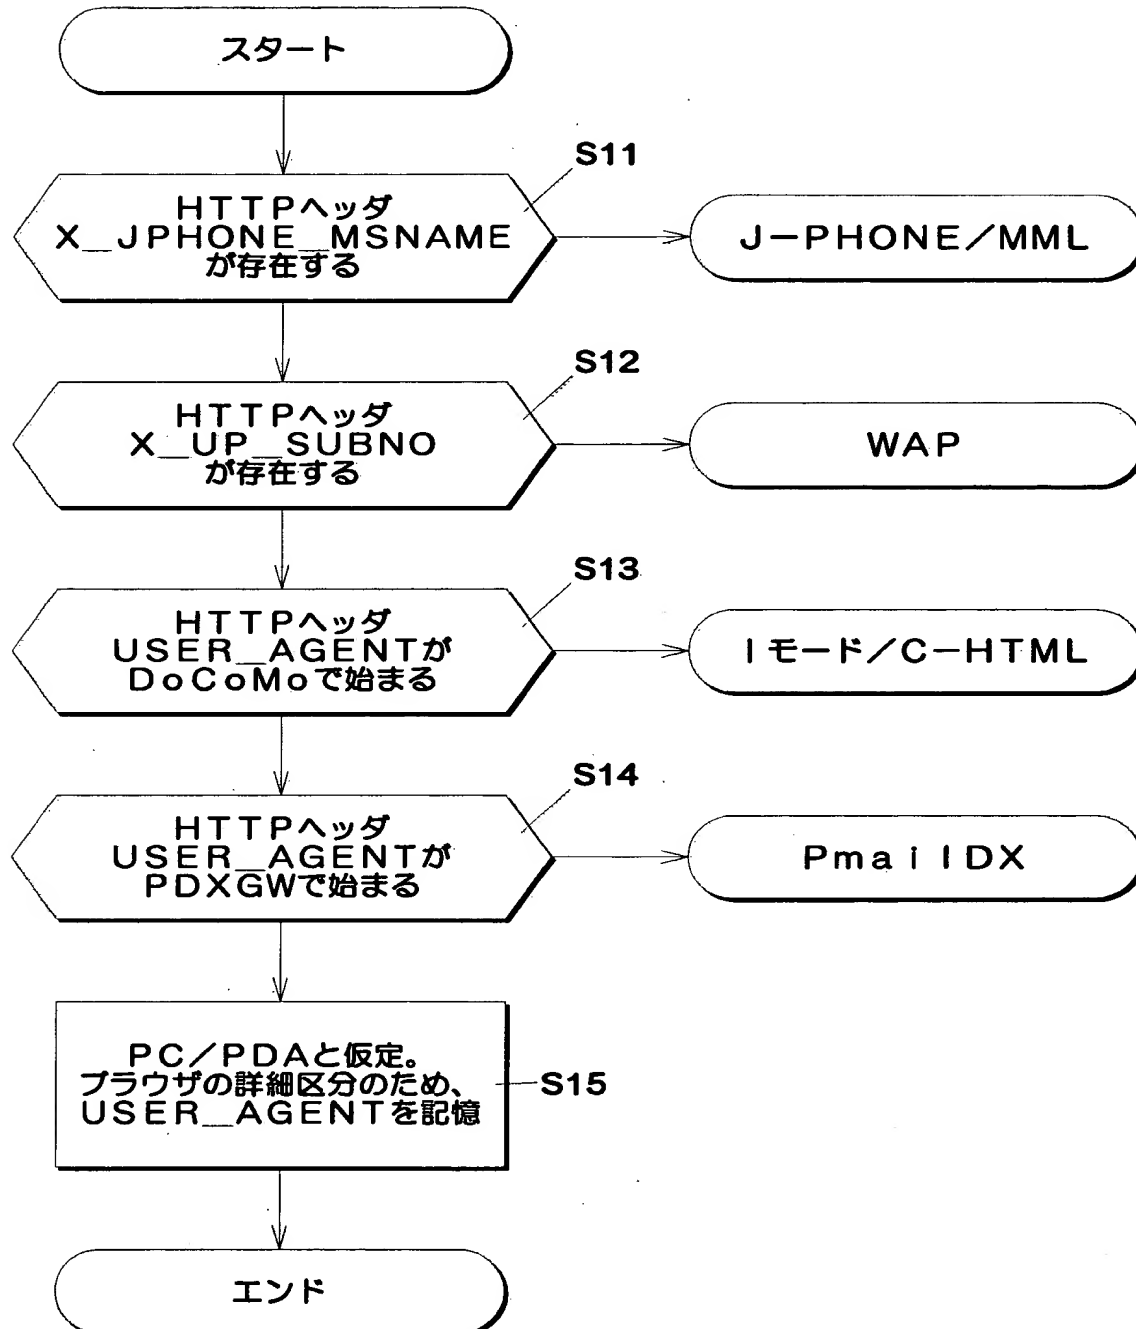 スタート
S11
HTTPヘッダ
X_JPHONE_MSNAME
が存在する
J-PHONE/MML
S12
HTTPヘッダ
X_UP_SUBNO
が存在する
WAP
S13
HTTPヘッダ
USER_AGENTが
DoCoMoで始まる
Iモード/C-HTML
S14
HTTPヘッダ
USER_AGENTが
PDXGWで始まる
PmailDX
PC/PDAと仮定。
ブラウザの詳細区分のため、
USER_AGENTを記憶
S15
エンド